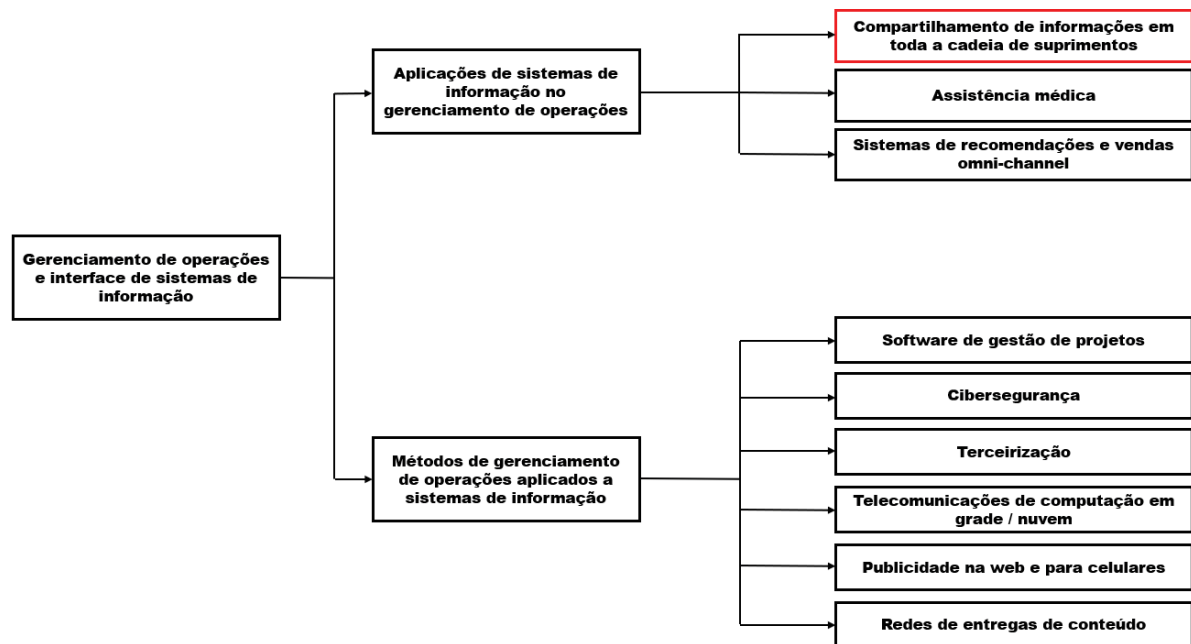 Compartilhamento de informações em
toda a cadeia de suprimentos
Aplicações de sistemas de
informação no
gerenciamento de operações
Assistência médica
Sistemas de recomendações e vendas
omni-channel
Gerenciamento de operações
e interface de sistemas de
informação
Software de gestão de projetos
Cibersegurança
Terceirização
Métodos de gerenciamento
de operações aplicados a
sistemas de informação
Telecomunicações de computação em
grade / nuvem
Publicidade na web e para celulares
Redes de entregas de conteúdo